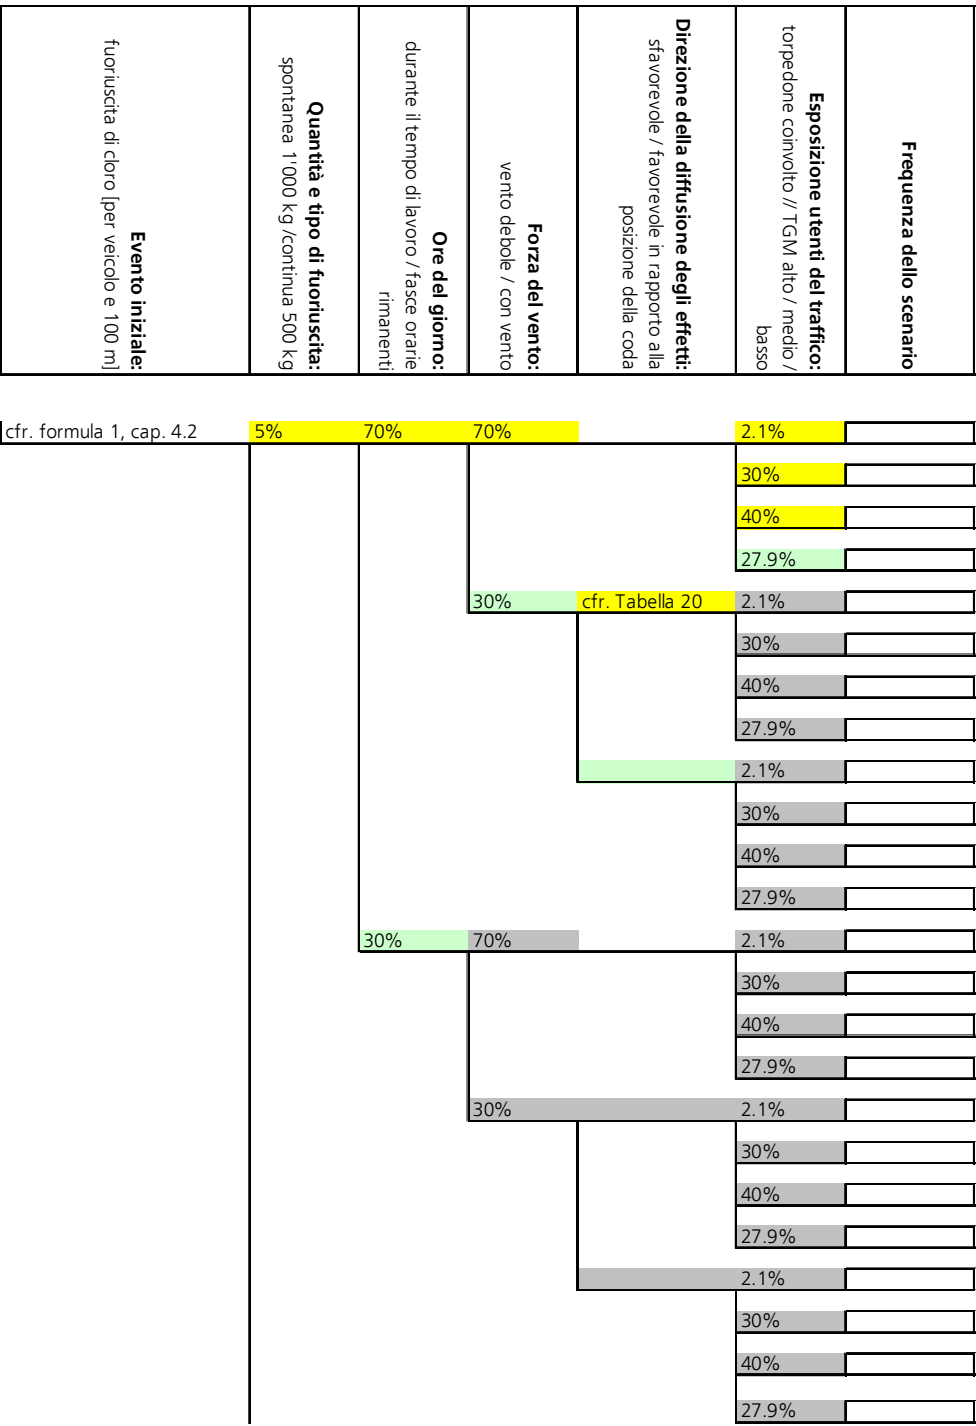 Evento iniziale:
fuoriuscita di cloro [per veicolo e 100 m]
Quantità e tipo di fuoriuscita:
spontanea 1'000 kg /continua 500 kg
Ore del giorno:
durante il tempo di lavoro / fasce orarie
rimanenti
Forza del vento:
vento debole / con vento
Direzione della diffusione degli effetti:
sfavorevole / favorevole in rapporto alla
posizione della coda
Esposizione utenti del traffico:
torpedone coinvolto // TGM alto / medio /
basso
Frequenza dello scenario
cfr. formula 1, cap. 4.2 5% 70% 70% 2.1%
30%
40%
27.9%
30% cfr. Tabella 20 2.1%
30%
40%
27.9%
2.1%
30%
40%
27.9%
30% 70% 2.1%
30%
40%
27.9%
30% 2.1%
30%
40%
27.9%
2.1%
30%
40%
27.9%